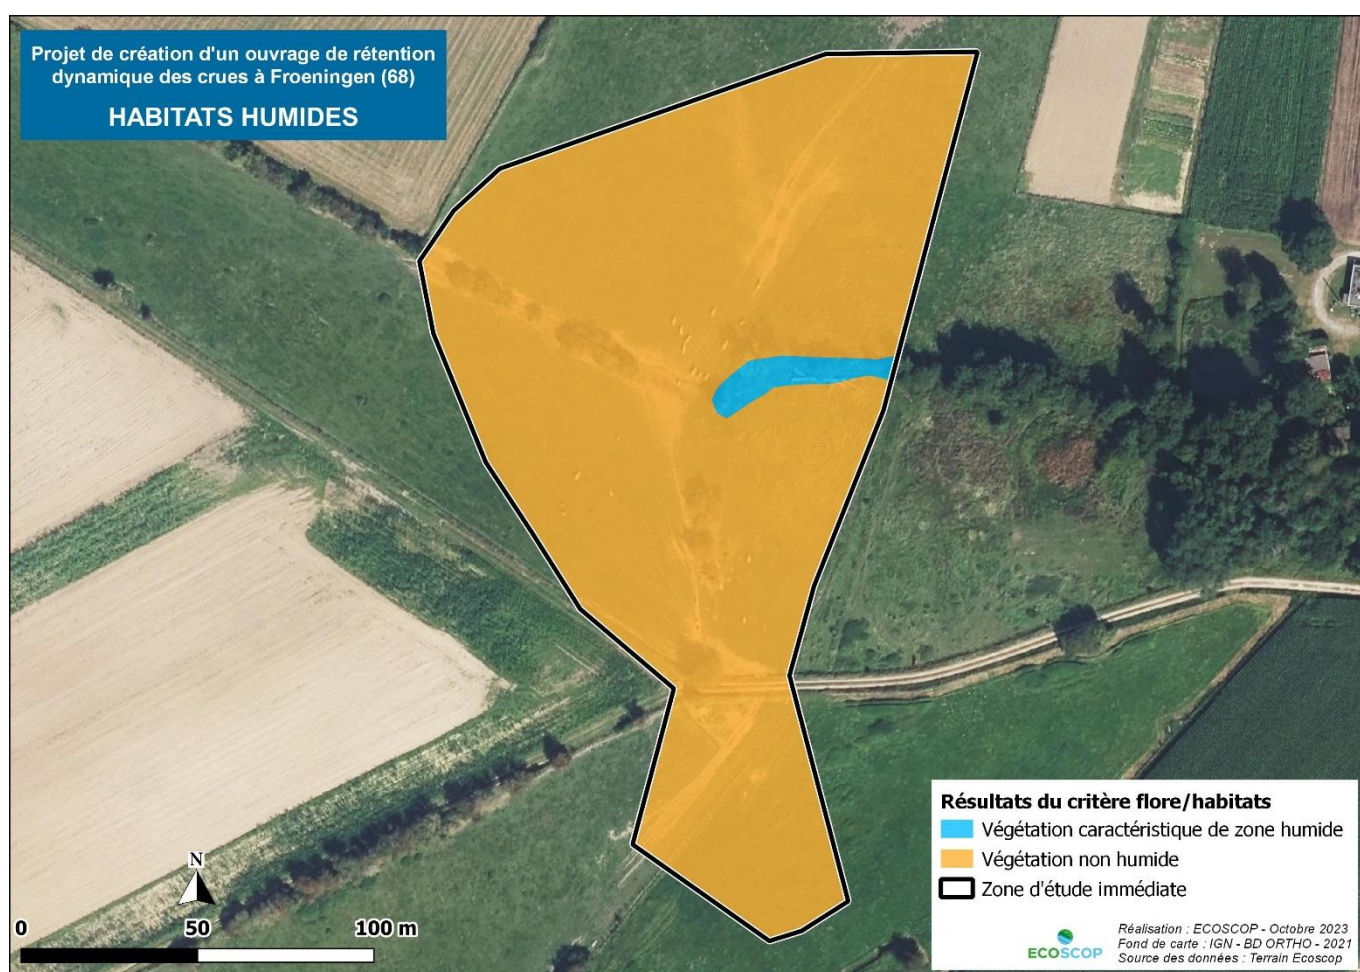 Projet de création d'un ouvrage de rétention
dynamique des crues à Froeningen (68)
HABITATS HUMIDES
Résultats du critère flore/habitats
Végétation caractéristique de zone humide
Végétation non humide
Zone d'étude immédiate
N
0 50 100 m
ECOSCOP
Réalisation : ECOSCOP - Octobre 2023
Fond de carte : IGN - BD ORTHO - 2021
Source des données : Terrain Ecoscop